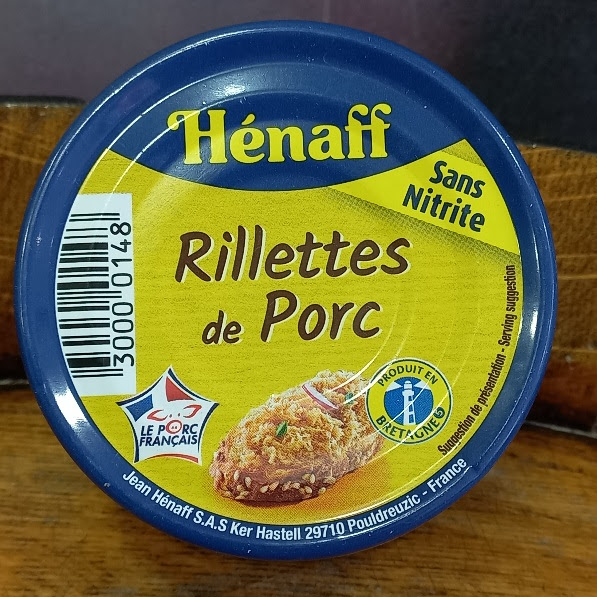 Hénaff
Sans
Nitrite
Rillettes
de Porc
3000 0148
LE PORC
FRANÇAIS
PRODUIT EN
BRETAGNE
Suggestion de présentation - Serving suggestion
Jean Hénaff S.A.S Ker Hastell 29710 Pouldreuzic - France